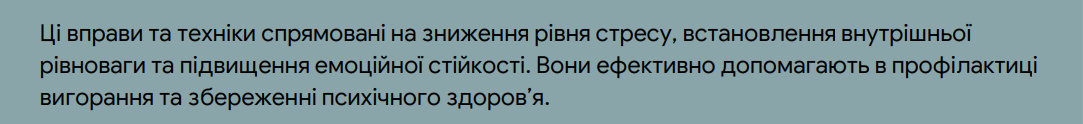 Ці вправи та техніки спрямовані на зниження рівня стресу, встановлення внутрішньої
рівноваги та підвищення емоційної стійкості. Вони ефективно допомагають в профілактиці
вигорання та збереженні психічного здоров’я.